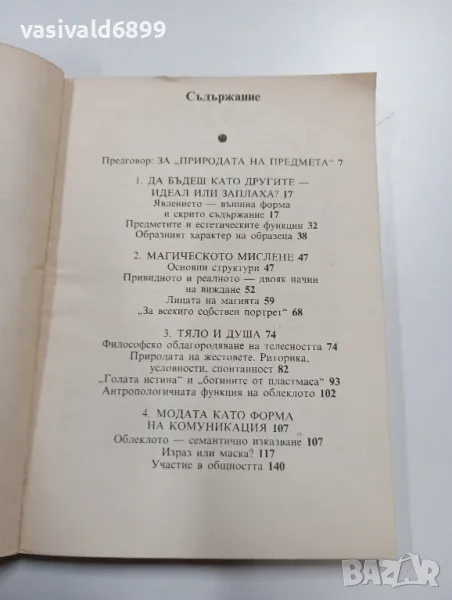 vasivald6899
Съдържание
Предговор: ЗА „ПРИРОДАТА НА ПРЕДМЕТА“ 7
1. ДА БЪДЕШ КАТО ДРУГИТЕ —
ИДЕАЛ ИЛИ ЗАПЛАХА? 17
Явлението — външна форма
и скрито съдържание 17
Предметите и естетическите функции 32
Образният характер на образеца 38
2. МАГИЧЕСКОТО МИСЛЕНЕ 47
Основни структури 47
Привидното и реалното — двояк начин
на виждане 52
Лицата на магията 59
„За всекиго собствен портрет“ 68
3. ТЯЛО И ДУША 74
Философско облагородяване на телесността 74
Природата на жестовете. Риторика,
условности, спонтанност 82
„Голата истина“ и „богините от пластмаса“ 93
Антропологичната функция на облеклото 102
4. МОДАТА КАТО ФОРМА
НА КОМУНИКАЦИЯ 107
Облеклото — семантично изказване 107
Израз или маска? 117
Участие в общността 140
BAZAR